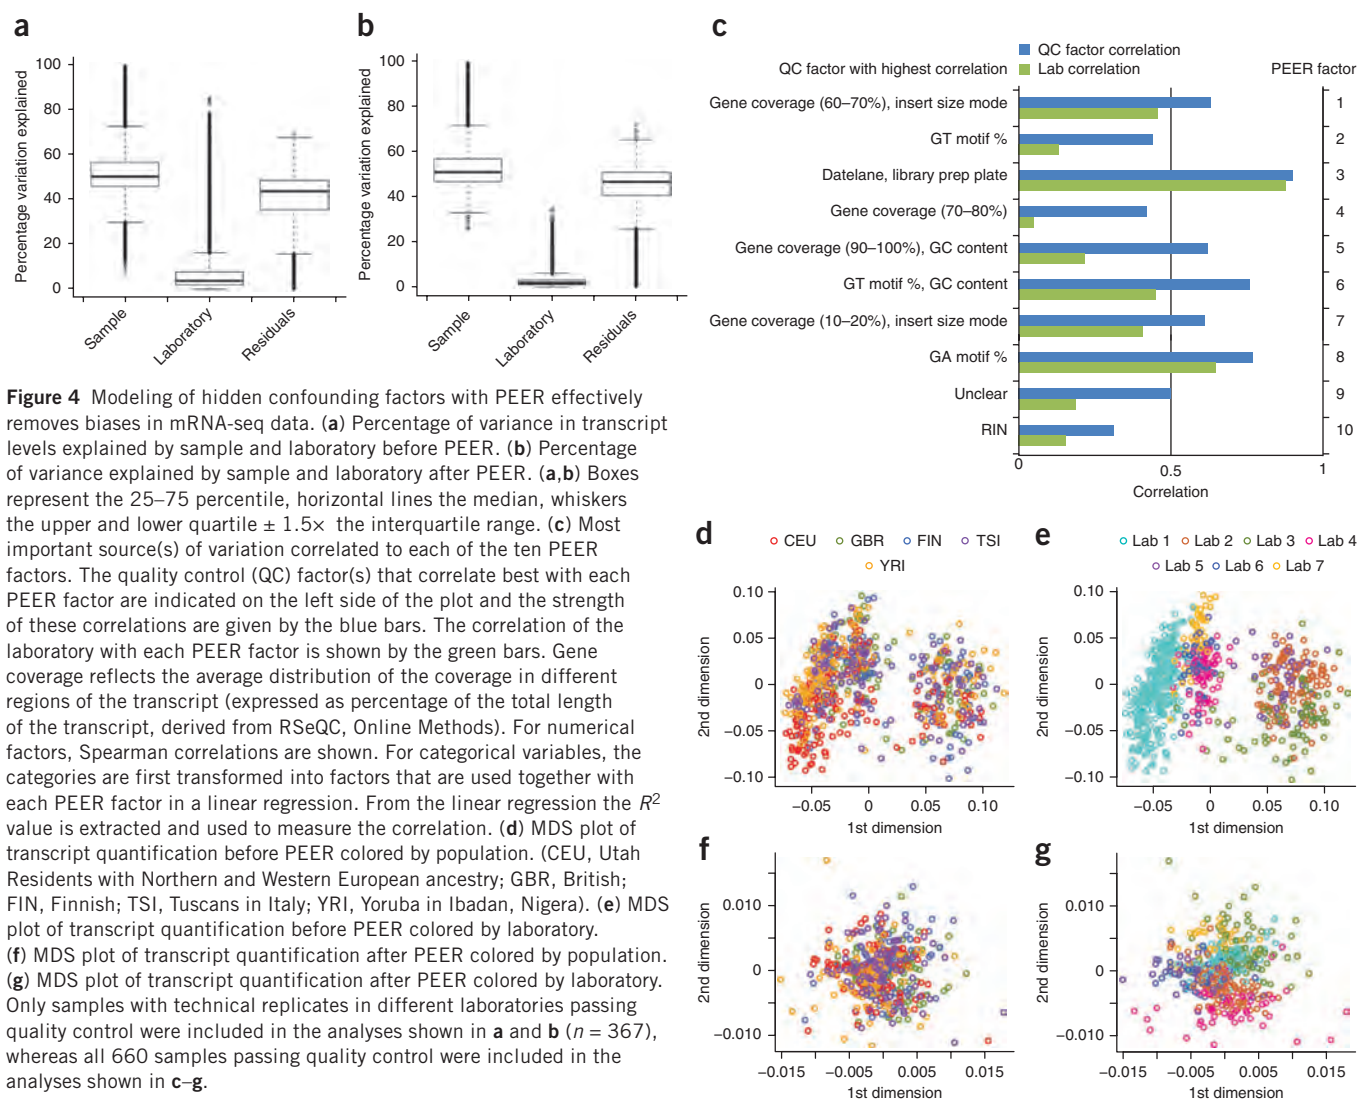 a
b
c
Percentage variation explained
100
80
60
40
20
0
Sample
Laboratory
Residuals
Percentage variation explained
100
80
60
40
20
0
Sample
Laboratory
Residuals
QC factor correlation
QC factor with highest correlation
Lab correlation
PEER factor
Gene coverage (60–70%), insert size mode
1
GT motif %
2
Datelane, library prep plate
3
Gene coverage (70–80%)
4
Gene coverage (90–100%), GC content
5
GT motif %, GC content
6
Gene coverage (10–20%), insert size mode
7
GA motif %
8
Unclear
9
RIN
10
0
0.5
1
Correlation
Figure 4 Modeling of hidden confounding factors with PEER effectively
removes biases in mRNA-seq data. (a) Percentage of variance in transcript
levels explained by sample and laboratory before PEER. (b) Percentage
of variance explained by sample and laboratory after PEER. (a,b) Boxes
represent the 25–75 percentile, horizontal lines the median, whiskers
the upper and lower quartile ± 1.5× the interquartile range. (c) Most
important source(s) of variation correlated to each of the ten PEER
factors. The quality control (QC) factor(s) that correlate best with each
PEER factor are indicated on the left side of the plot and the strength
of these correlations are given by the blue bars. The correlation of the
laboratory with each PEER factor is shown by the green bars. Gene
coverage reflects the average distribution of the coverage in different
regions of the transcript (expressed as percentage of the total length
of the transcript, derived from RSeQC, Online Methods). For numerical
factors, Spearman correlations are shown. For categorical variables, the
categories are first transformed into factors that are used together with
each PEER factor in a linear regression. From the linear regression the R2
value is extracted and used to measure the correlation. (d) MDS plot of
transcript quantification before PEER colored by population. (CEU, Utah
Residents with Northern and Western European ancestry; GBR, British;
FIN, Finnish; TSI, Tuscans in Italy; YRI, Yoruba in Ibadan, Nigera). (e) MDS
plot of transcript quantification before PEER colored by laboratory.
(f) MDS plot of transcript quantification after PEER colored by population.
(g) MDS plot of transcript quantification after PEER colored by laboratory.
Only samples with technical replicates in different laboratories passing
quality control were included in the analyses shown in a and b (n = 367),
whereas all 660 samples passing quality control were included in the
analyses shown in c–g.
d
CEU GBR FIN TSI
YRI
2nd dimension
0.10
0.05
0
−0.05
−0.10
−0.05 0 0.05 0.10
1st dimension
e
Lab 1 Lab 2 Lab 3 Lab 4
Lab 5 Lab 6 Lab 7
2nd dimension
0.10
0.05
0
−0.05
−0.10
−0.05 0 0.05 0.10
1st dimension
f
2nd dimension
0.010
0
−0.010
−0.015 −0.005 0.005 0.015
1st dimension
g
2nd dimension
0.010
0
−0.010
−0.015 −0.005 0.005 0.015
1st dimension